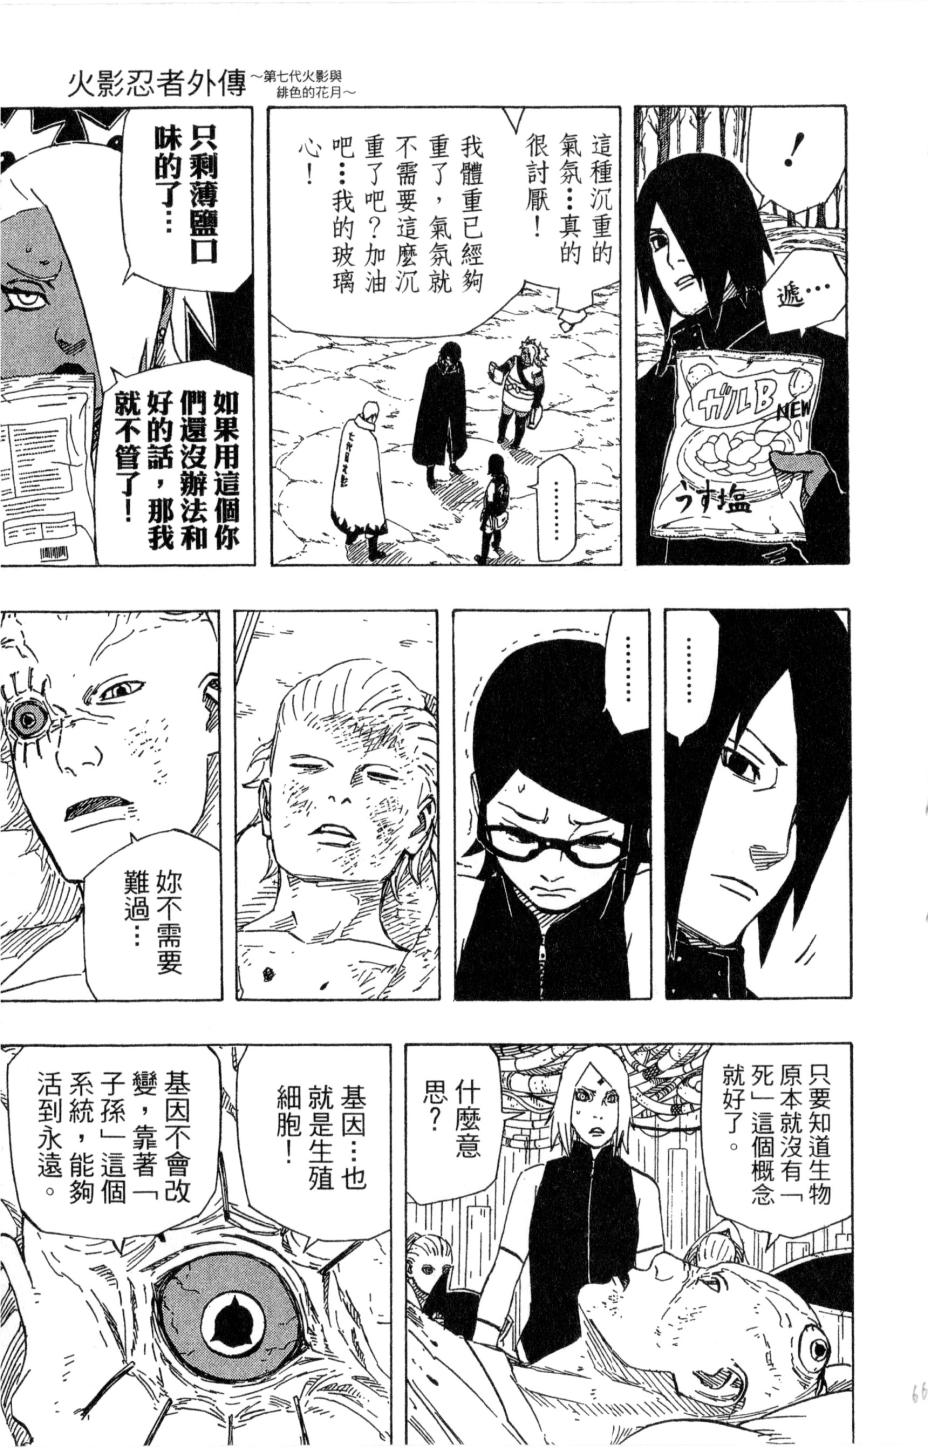 火影忍者外傳
～第七代火影與
緋色的花月～
！
遞…
ガルB
NEW
うす塩
這種沉重的
氣氛…真的
很討厭！
我體重已經夠
重了，氣氛就
不需要這麼沉
重了吧？加油
吧…我的玻璃
心！
………
只剩薄鹽口
味的了…
如果用這個你
們還沒辦法和
好的話，那我
就不管了！
………
………
妳不需要
難過…
只要知道生物
原本就沒有「
死」這個概念
就好了。
什麼意
思？
基因…也
就是生殖
細胞！
基因不會改
變，靠著「
子孫」這個
系統，能夠
活到永遠。
66